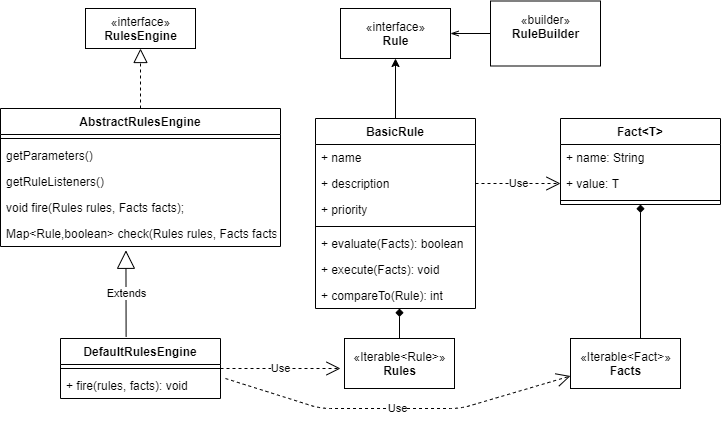 «interface»
RulesEngine
«interface»
Rule
«builder»
RuleBuilder
AbstractRulesEngine
getParameters()
getRuleListeners()
void fire(Rules rules, Facts facts);
Map<Rule,boolean> check(Rules rules, Facts facts
BasicRule
+ name
+ description
+ priority
+ evaluate(Facts): boolean
+ execute(Facts): void
+ compareTo(Rule): int
Use
Fact<T>
+ name: String
+ value: T
Extends
DefaultRulesEngine
+ fire(rules, facts): void
Use
«Iterable<Rule>»
Rules
Use
«Iterable<Fact>»
Facts